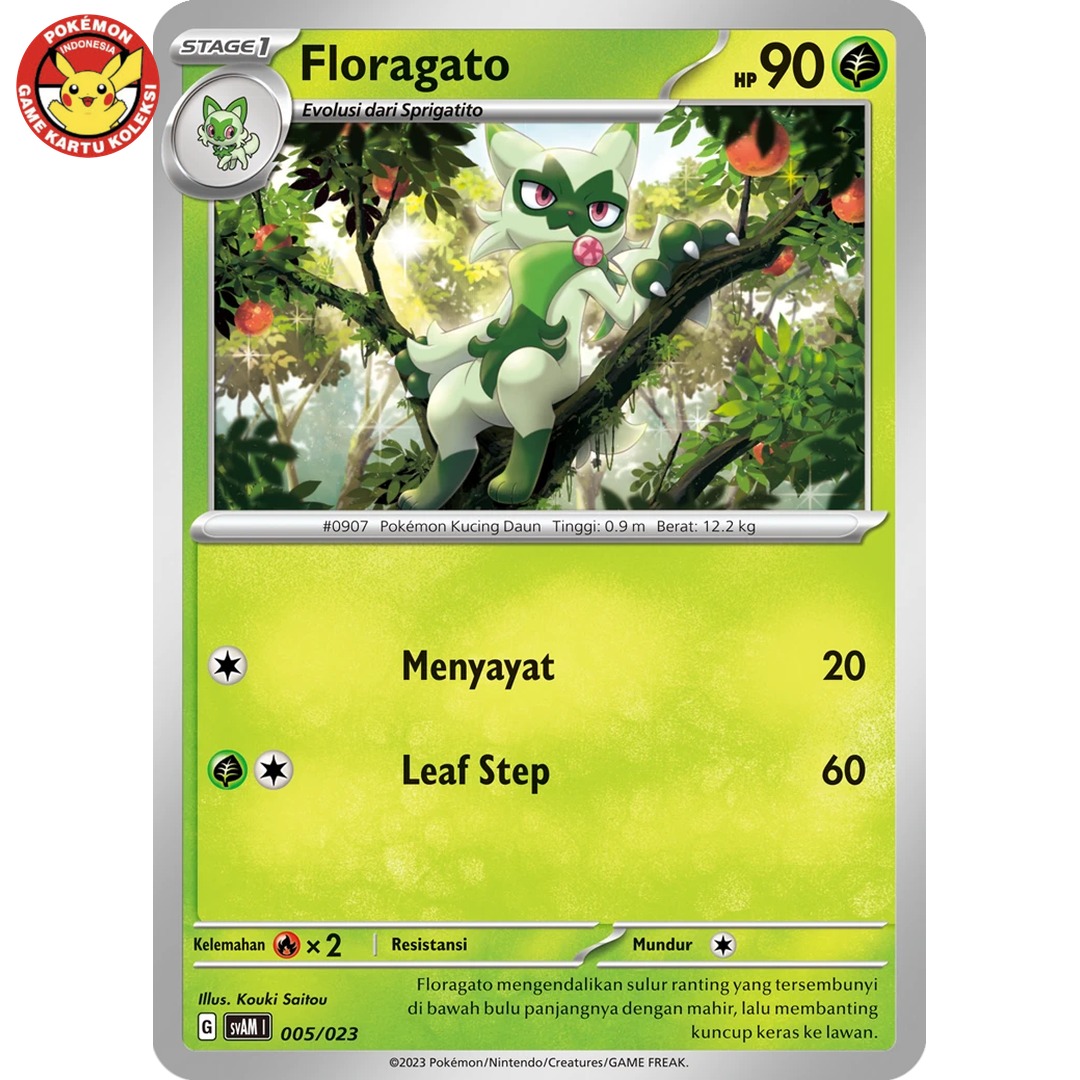 POKÉMON
INDONESIA
GAME KARTU KOLEKSI
STAGE1
Floragato
HP 90
Evolusi dari Sprigatito
#0907 Pokémon Kucing Daun Tinggi: 0.9 m Berat: 12.2 kg
Menyayat 20
Leaf Step 60
Kelemahan ×2 Resistansi Mundur
Floragato mengendalikan sulur ranting yang tersembunyi
di bawah bulu panjangnya dengan mahir, lalu membanting
kuncup keras ke lawan.
Illus. Kouki Saitou
G svAM I 005/023
©2023 Pokémon/Nintendo/Creatures/GAME FREAK.